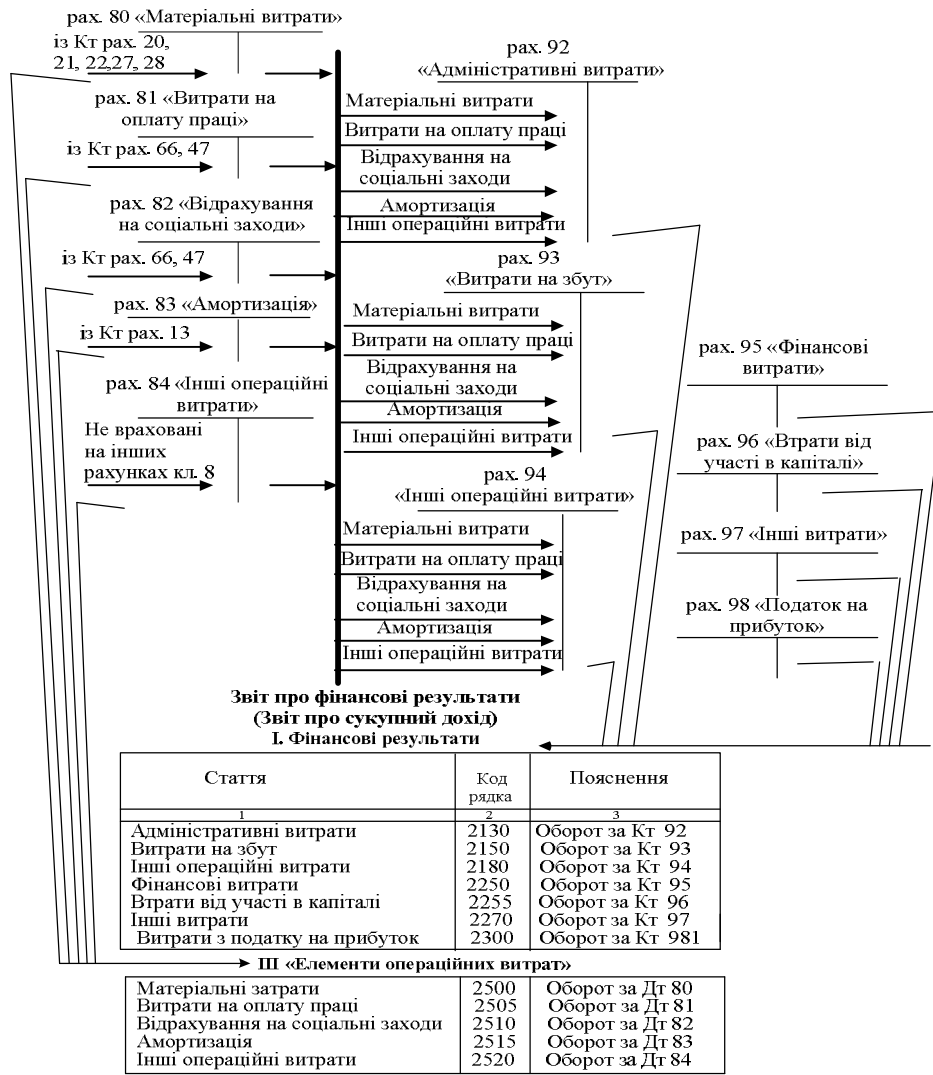 рах. 80 «Матеріальні витрати»
із Кт рах. 20,
21, 22,27, 28
рах. 81 «Витрати на
оплату праці»
із Кт рах. 66, 47
рах. 82 «Відрахування
на соціальні заходи»
із Кт рах. 66, 47
рах. 83 «Амортизація»
із Кт рах. 13
рах. 84 «Інші операційні
витрати»
Не враховані
на інших
рахунках кл. 8
рах. 92
«Адміністративні витрати»
Матеріальні витрати
Витрати на оплату праці
Відрахування на
соціальні заходи
Амортизація
Інші операційні витрати
рах. 93
«Витрати на збут»
Матеріальні витрати
Витрати на оплату праці
Відрахування на
соціальні заходи
Амортизація
Інші операційні витрати
рах. 94
«Інші операційні витрати»
Матеріальні витрати
Витрати на оплату праці
Відрахування на
соціальні заходи
Амортизація
Інші операційні витрати
рах. 95 «Фінансові
витрати»
рах. 96 «Втрати від
участі в капіталі»
рах. 97 «Інші витрати»
рах. 98 «Податок на
прибуток»
Звіт про фінансові результати
(Звіт про сукупний дохід)
І. Фінансові результати
Стаття Код рядка Пояснення
1 2 3
Адміністративні витрати 2130 Оборот за Кт 92
Витрати на збут 2150 Оборот за Кт 93
Інші операційні витрати 2180 Оборот за Кт 94
Фінансові витрати 2250 Оборот за Кт 95
Втрати від участі в капіталі 2255 Оборот за Кт 96
Інші витрати 2270 Оборот за Кт 97
Витрати з податку на прибуток 2300 Оборот за Кт 981
ІІІ «Елементи операційних витрат»
Матеріальні затрати 2500 Оборот за Дт 80
Витрати на оплату праці 2505 Оборот за Дт 81
Відрахування на соціальні заходи 2510 Оборот за Дт 82
Амортизація 2515 Оборот за Дт 83
Інші операційні витрати 2520 Оборот за Дт 84